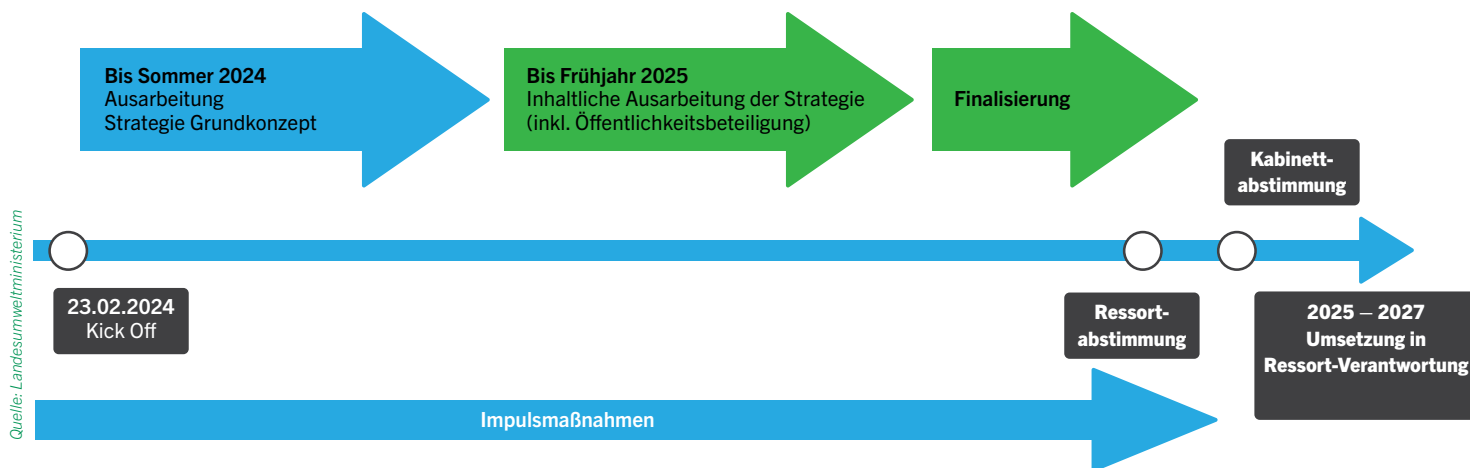 Bis Sommer 2024
Ausarbeitung
Strategie Grundkonzept
Bis Frühjahr 2025
Inhaltliche Ausarbeitung der Strategie
(inkl. Öffentlichkeitsbeteiligung)
Finalisierung
Kabinett-
abstimmung
23.02.2024
Kick Off
Ressort-
abstimmung
2025 – 2027
Umsetzung in
Ressort-Verantwortung
Impulsmaßnahmen
Quelle: Landesumweltministerium